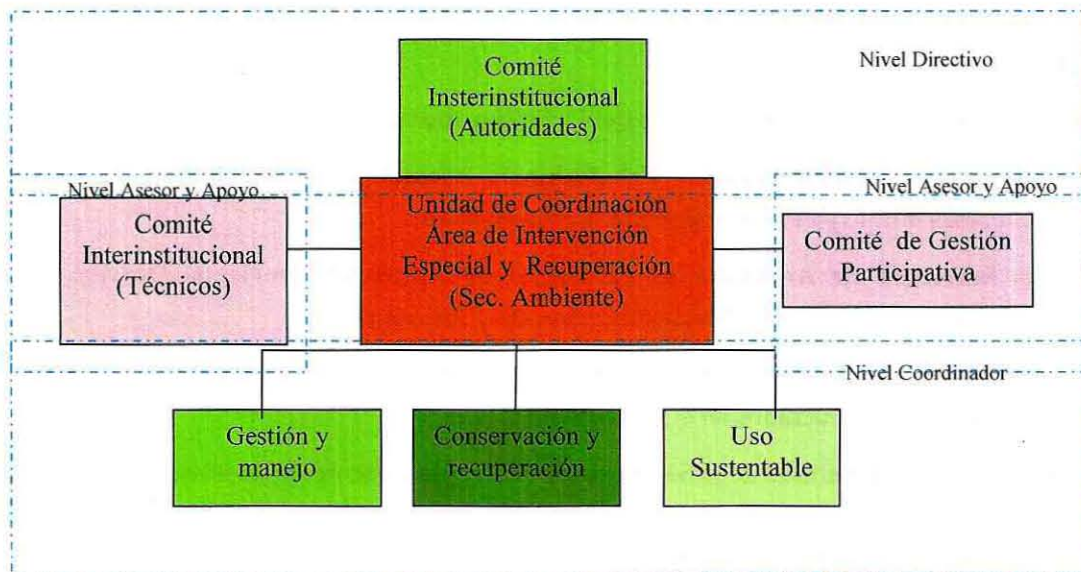 Nivel Directivo
Comité
Insterinstitucional
(Autoridades)
Nivel Asesor y Apoyo
Nivel Asesor y Apoyo
Comité
Interinstitucional
(Técnicos)
Unidad de Coordinación
Área de Intervención
Especial y Recuperación
(Sec. Ambiente)
Comité de Gestión
Participativa
Nivel Coordinador
Gestión y
manejo
Conservación y
recuperación
Uso
Sustentable